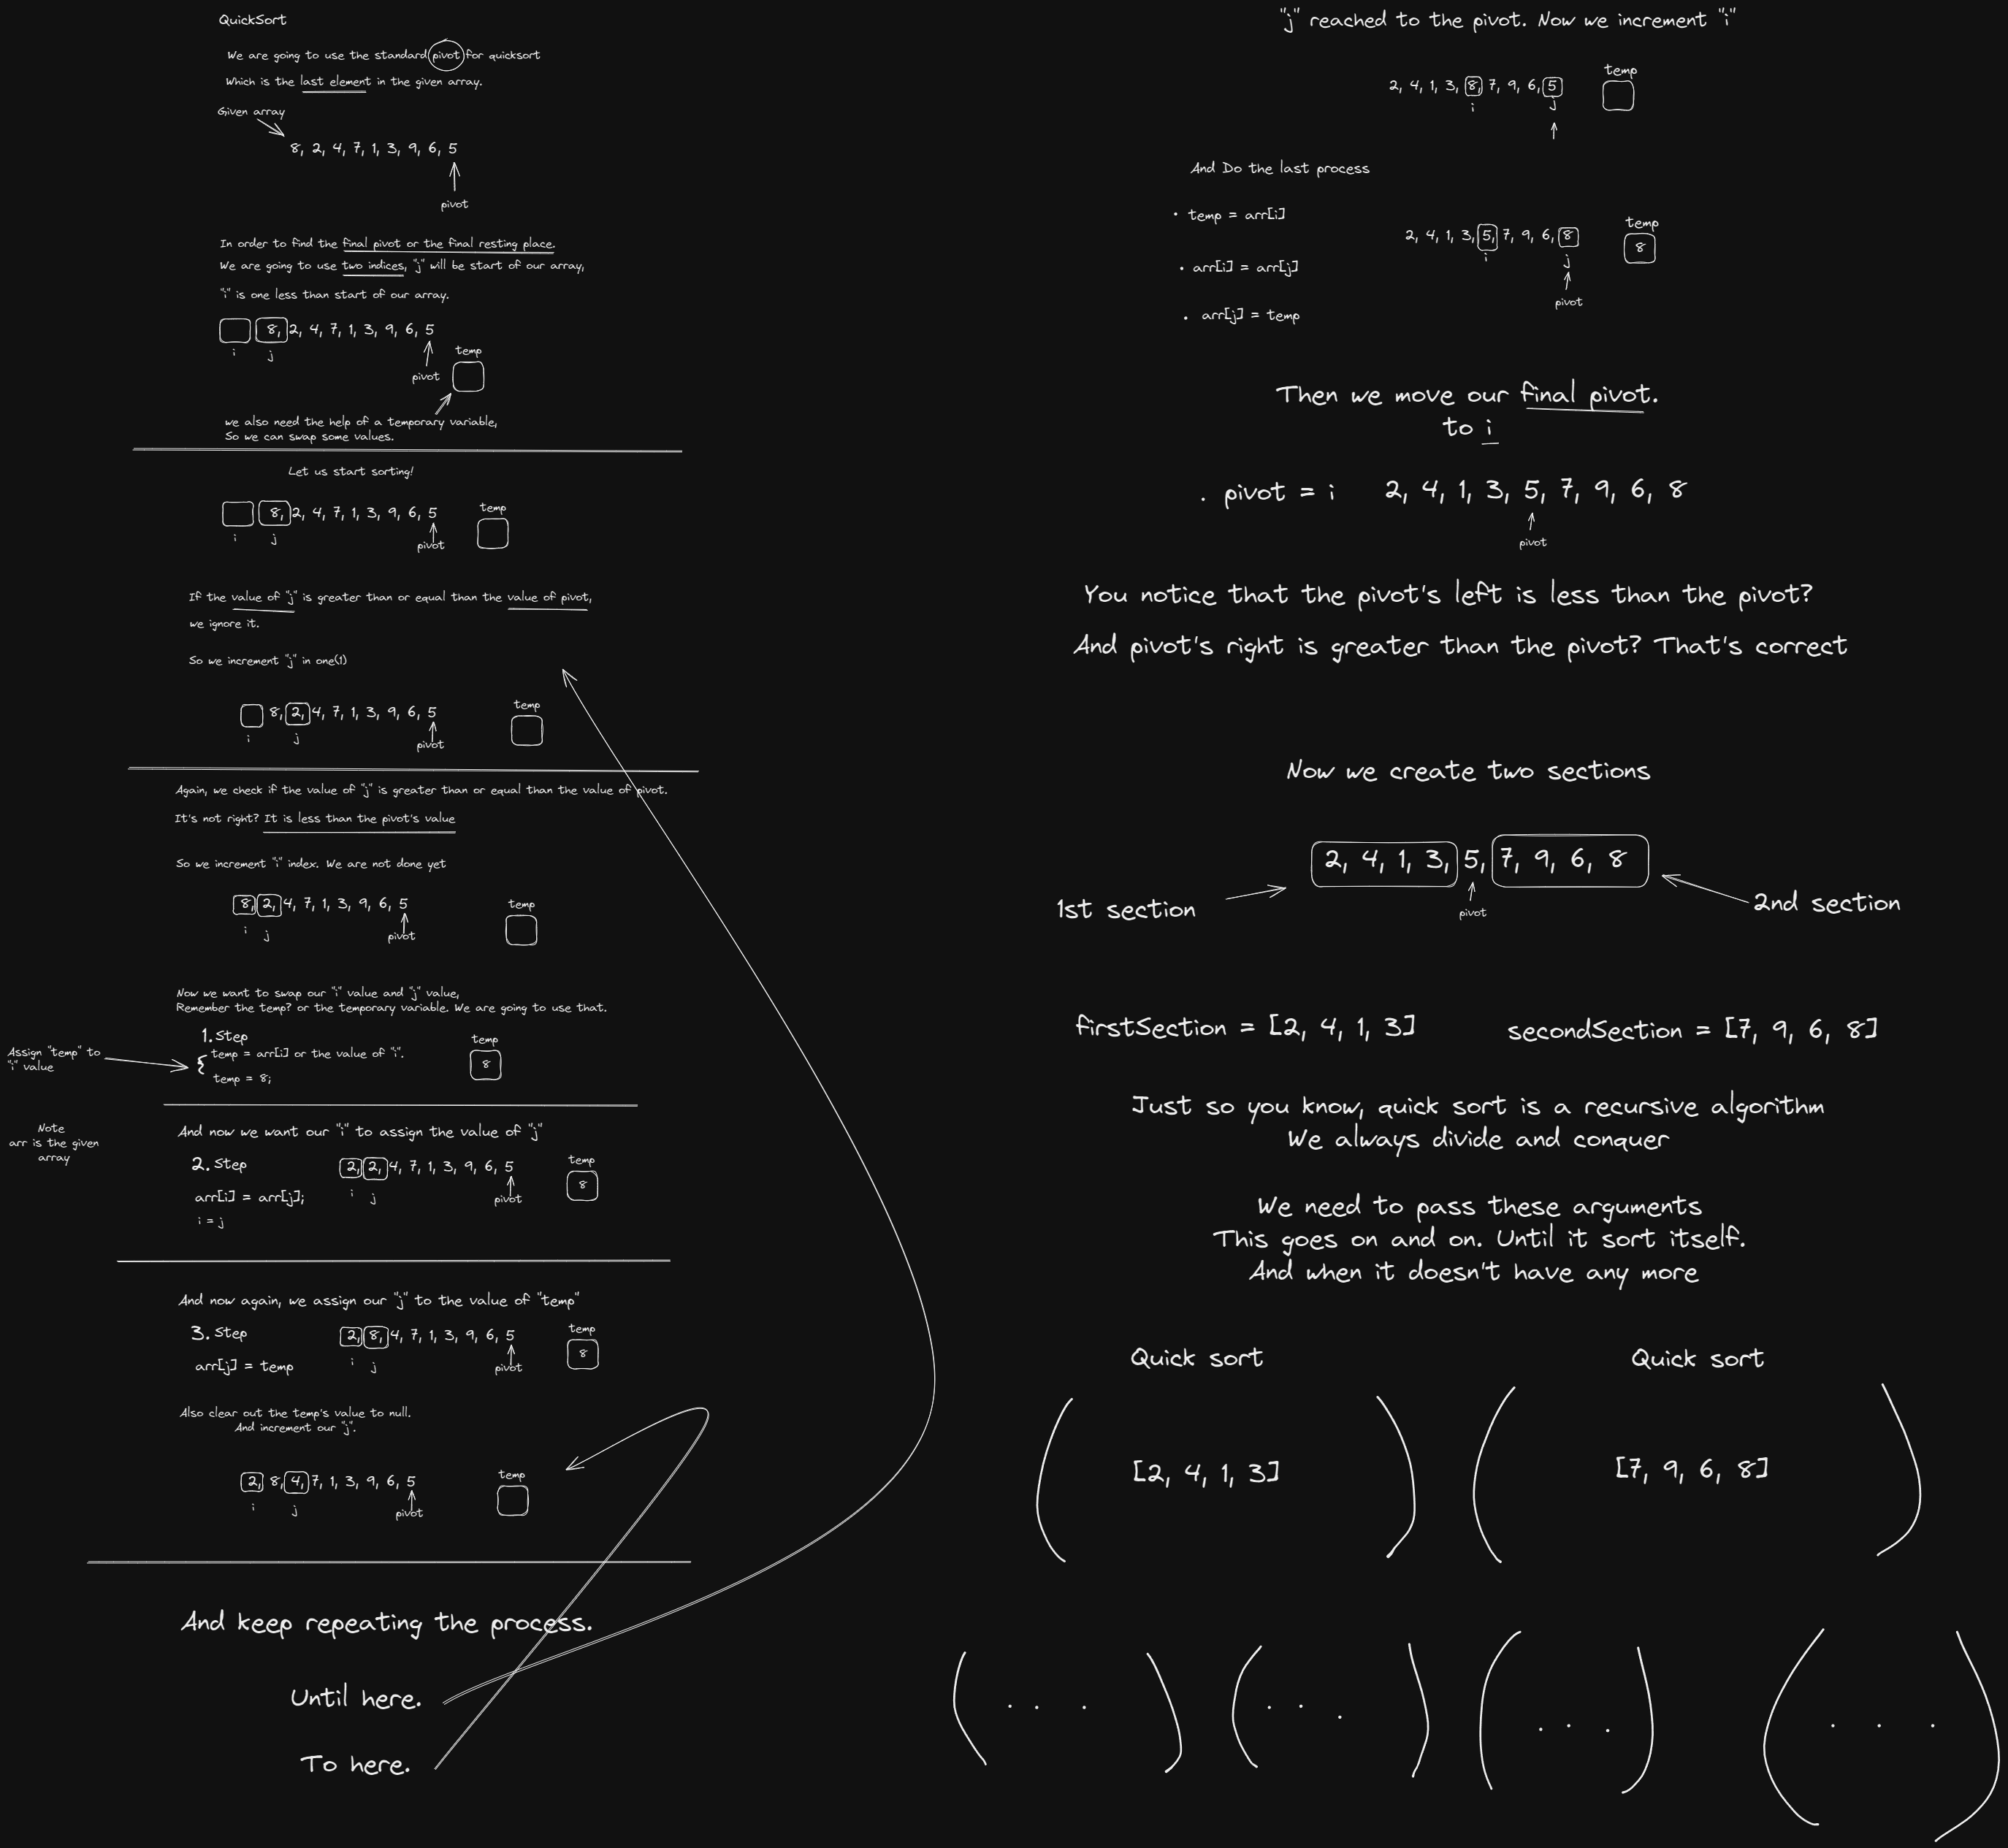 QuickSort
We are going to use the standard pivot for quicksort
Which is the last element in the given array.
Given array
8, 2, 4, 7, 1, 3, 9, 6, 5
pivot
In order to find the final pivot or the final resting place.
We are going to use two indices, "j" will be start of our array,
"i" is one less than start of our array.
8, 2, 4, 7, 1, 3, 9, 6, 5
i j
temp
pivot
we also need the help of a temporary variable,
So we can swap some values.
Let us start sorting!
8, 2, 4, 7, 1, 3, 9, 6, 5
temp
i j
pivot
If the value of "j" is greater than or equal than the value of pivot,
we ignore it.
So we increment "j" in one(1)
temp
8, 2, 4, 7, 1, 3, 9, 6, 5
i j
pivot
Again, we check if the value of "j" is greater than or equal than the value of pivot.
It's not right? It is less than the pivot's value
So we increment "i" index. We are not done yet
8, 2, 4, 7, 1, 3, 9, 6, 5
temp
i j
pivot
Now we want to swap our "i" value and "j" value,
Remember the temp? or the temporary variable. We are going to use that.
1. Step
temp
Assign "temp" to
"i" value
{
temp = arr[i] or the value of "i".
temp = 8;
8
Note
arr is the given
array
And now we want our "i" to assign the value of "j"
2. Step
2, 2, 4, 7, 1, 3, 9, 6, 5
temp
8
i j
pivot
arr[i] = arr[j];
i = j
And now again, we assign our "j" to the value of "temp"
3. Step
2, 8, 4, 7, 1, 3, 9, 6, 5
temp
8
i j
pivot
arr[j] = temp
Also clear out the temp's value to null.
And increment our "j".
2, 8, 4, 7, 1, 3, 9, 6, 5
temp
i j
pivot
And keep repeating the process.
Until here.
To here.
"j" reached to the pivot. Now we increment "i"
temp
2, 4, 1, 3, 8, 7, 9, 6, 5
i j
And Do the last process
• temp = arr[i]
• arr[i] = arr[j]
• arr[j] = temp
temp
2, 4, 1, 3, 5, 7, 9, 6, 8
8
i j
pivot
Then we move our final pivot.
to i
. pivot = i 2, 4, 1, 3, 5, 7, 9, 6, 8
pivot
You notice that the pivot's left is less than the pivot?
And pivot's right is greater than the pivot? That's correct
Now we create two sections
2, 4, 1, 3, 5, 7, 9, 6, 8
1st section
pivot
2nd section
firstSection = [2, 4, 1, 3]
secondSection = [7, 9, 6, 8]
Just so you know, quick sort is a recursive algorithm
We always divide and conquer
We need to pass these arguments
This goes on and on. Until it sort itself.
And when it doesn't have any more
Quick sort
Quick sort
( [2, 4, 1, 3] )
( [7, 9, 6, 8] )
( . . . ) ( . . . ) ( . . . ) ( . . . )